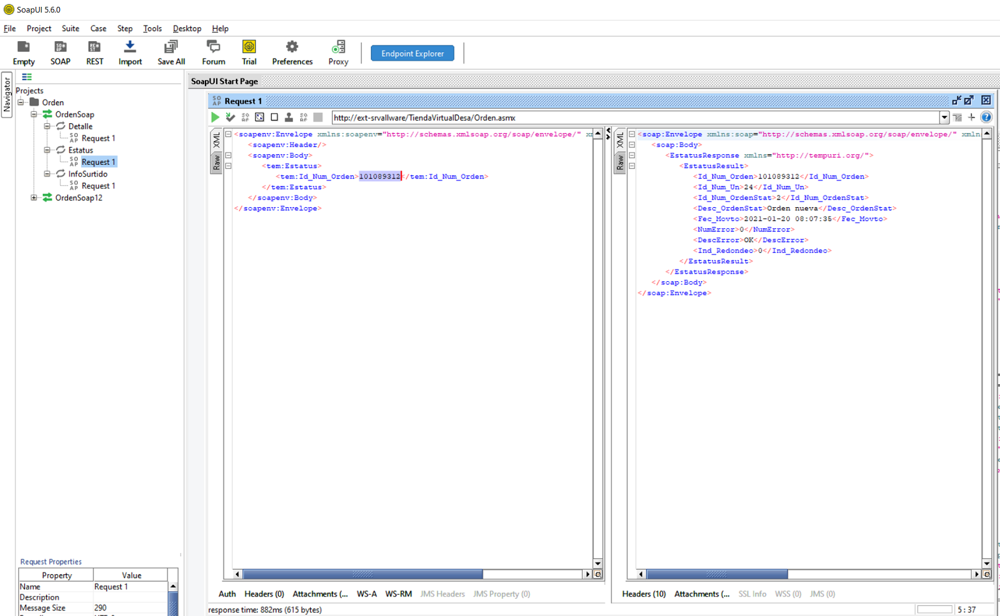 SoapUI 5.6.0
File Project Suite Case Step Tools Desktop Help
Empty SOAP REST Import Save All Forum Trial Preferences Proxy Endpoint Explorer
Navigator
Projects
Orden
OrdenSoap
Detalle
Request 1
Estatus
Request 1
InfoSurtido
Request 1
OrdenSoap12
SoapUI Start Page
Request 1
http://ext-srvallware/TiendaVirtualDesa/Orden.asmx
XML
Raw
<soapenv:Envelope xmlns:soapenv="http://schemas.xmlsoap.org/soap/envelope/" xm
<soapenv:Header/>
<soapenv:Body>
<tem:Estatus>
<tem:Id_Num_Orden>101089312</tem:Id_Num_Orden>
</tem:Estatus>
</soapenv:Body>
</soapenv:Envelope>
XML
Raw
<soap:Envelope xmlns:soap="http://schemas.xmlsoap.org/soap/envelope/" xmln
<soap:Body>
<EstatusResponse xmlns="http://tempuri.org/">
<EstatusResult>
<Id_Num_Orden>101089312</Id_Num_Orden>
<Id_Num_Un>24</Id_Num_Un>
<Id_Num_OrdenStat>2</Id_Num_OrdenStat>
<Desc_OrdenStat>Orden nueva</Desc_OrdenStat>
<Fec_Movto>2021-01-20 08:07:35</Fec_Movto>
<NumError>0</NumError>
<DescError>OK</DescError>
<Ind_Redondeo>0</Ind_Redondeo>
</EstatusResult>
</EstatusResponse>
</soap:Body>
</soap:Envelope>
Request Properties
Property Value
Name Request 1
Description
Message Size 290
Auth Headers (0) Attachments (... WS-A WS-RM JMS Headers JMS Property (0)
Headers (10) Attachments (... SSL Info WSS (0) JMS (0)
response time: 882ms (615 bytes)
5 : 37